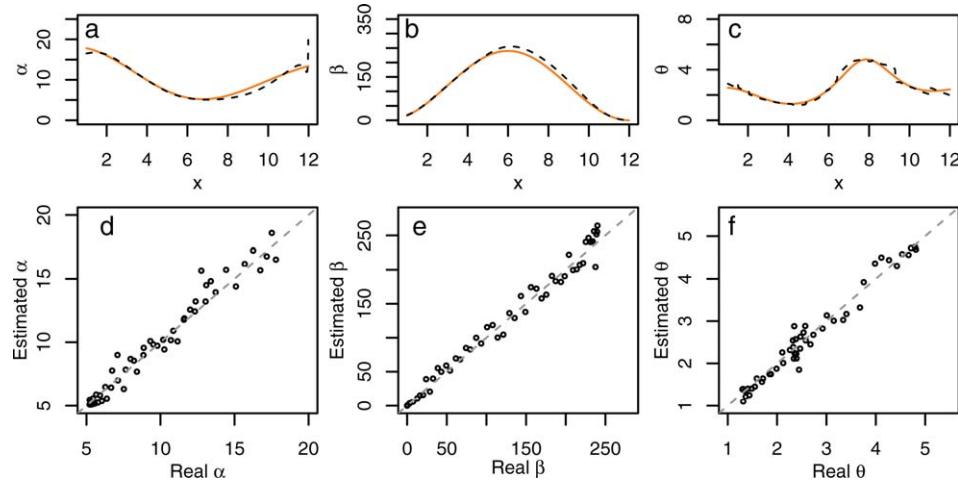 a
α
0 10 20
2 4 6 8 10 12
x
b
β
0 150 250 350
2 4 6 8 10 12
x
c
θ
0 4 8
2 4 6 8 10 12
x
d
Estimated α
5 10 15 20
5 10 15 20
Real α
e
Estimated β
0 50 150 250
0 50 150 250
Real β
f
Estimated θ
1 2 3 4 5
1 2 3 4 5
Real θ